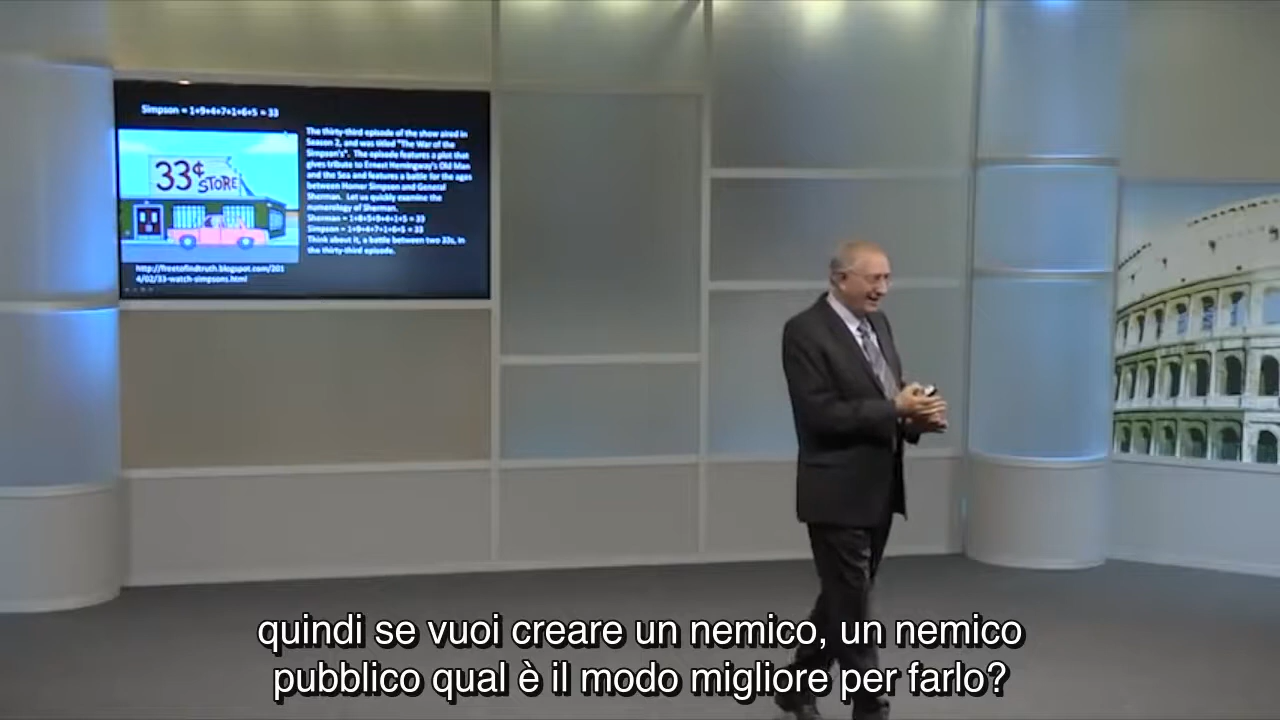 Simpson = 1+9+4+7+1+6+5 = 33
33¢
STORE
The thirty-third episode of the show aired in
Season 2, and was titled "The War of the
Simpson's". The episode features a plot that
gives tribute to Ernest Hemingway's Old Man
and the Sea and features a battle for the ages
between Homer Simpson and General
Sherman. Let us quickly examine the
numerology of Sherman.
Sherman = 1+8+5+9+4+1+5 = 33
Simpson = 1+9+4+7+1+6+5 = 33
Think about it, a battle between two 33s, in
the thirty-third episode.
http://freetofindtruth.blogspot.com/201
4/02/33-watch-simpsons.html
quindi se vuoi creare un nemico, un nemico
pubblico qual è il modo migliore per farlo?